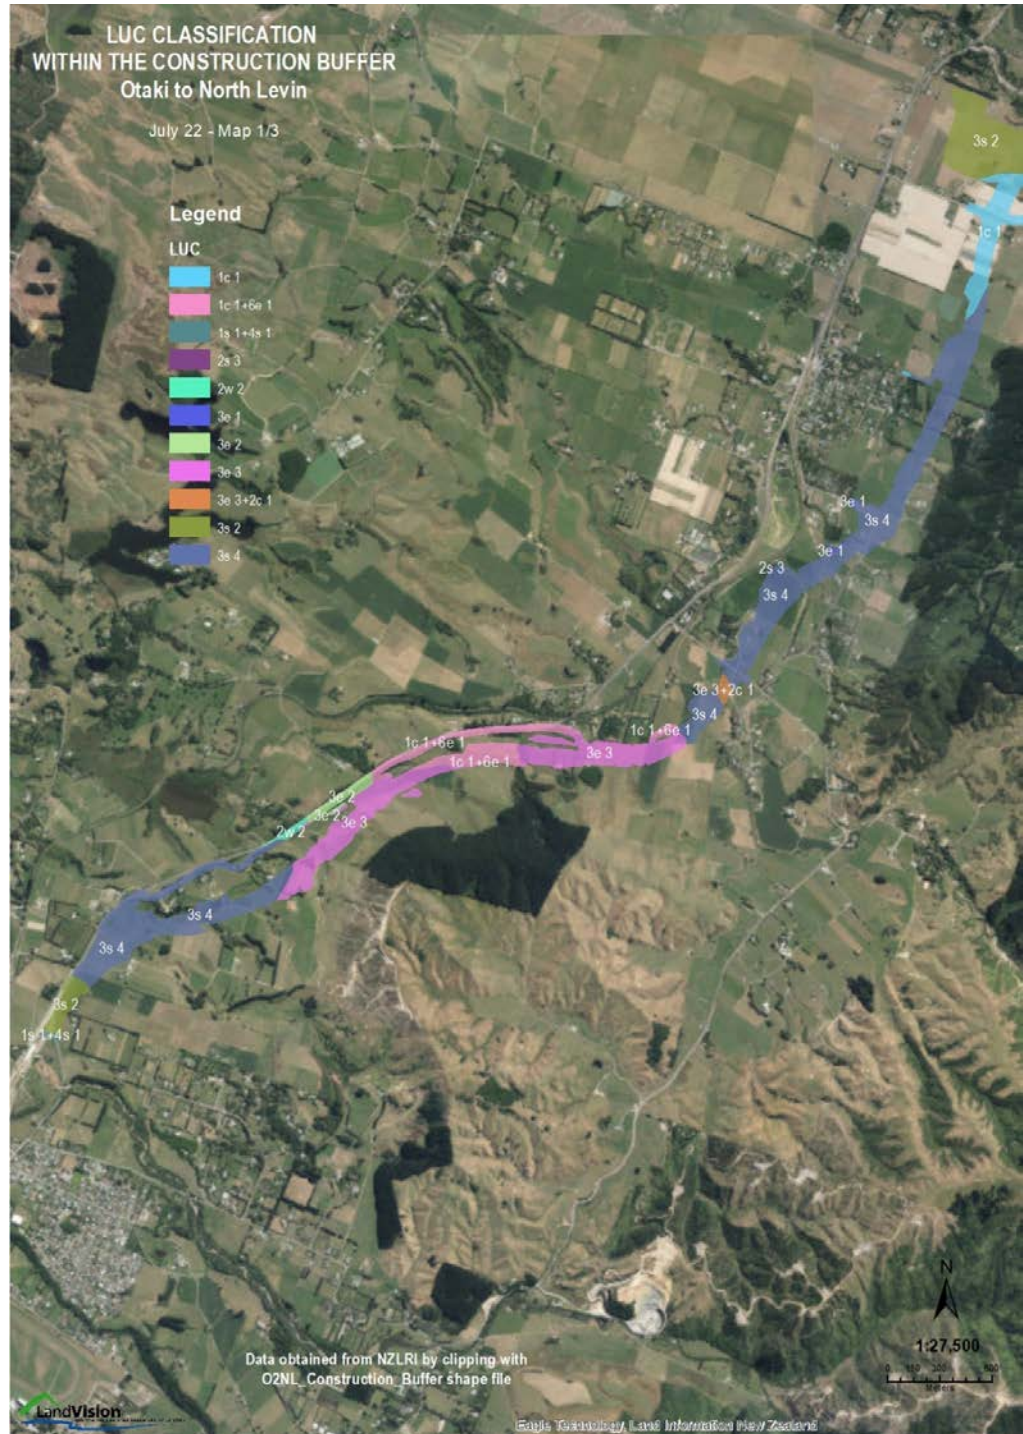 LUC CLASSIFICATION
WITHIN THE CONSTRUCTION BUFFER
Otaki to North Levin
July 22 - Map 1/3
Legend
LUC
1c 1
1c 1+6e 1
1s 1+4s 1
2s 3
2w 2
3e 1
3e 2
3e 3
3e 3+2c 1
3s 2
3s 4
3s 2
1c 1
3e 1
3s 4
3e 1
2s 3
3s 4
3e 3+2c 1
3s 4
1c 1+6e 1
1c 1+6e 1
3e 3
1c 1+6e 1
3e 2
3e 2
3e 3
2w 2
3s 4
3s 4
3s 2
1s 1+4s 1
N
1:27,500
0 150 300 600
Meters
Data obtained from NZLRI by clipping with
O2NL_Construction_Buffer shape file
LandVision
Eagle Technology, Land Information New Zealand